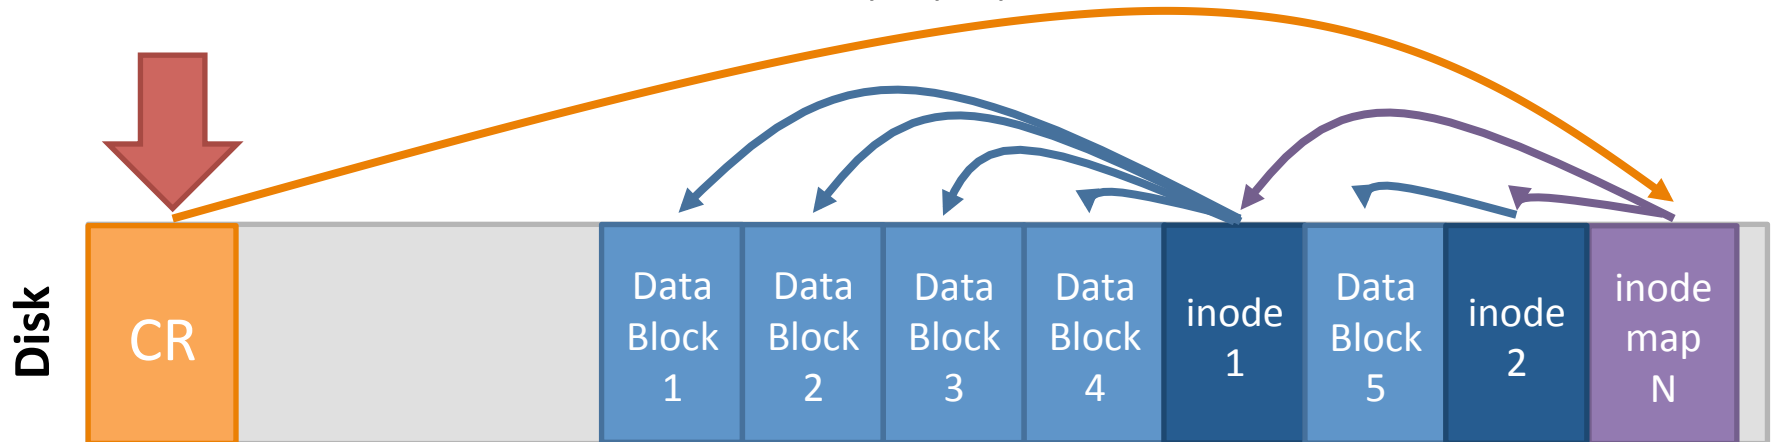 Disk
CR
Data
Block
1
Data
Block
2
Data
Block
3
Data
Block
4
inode
1
Data
Block
5
inode
2
inode
map
N